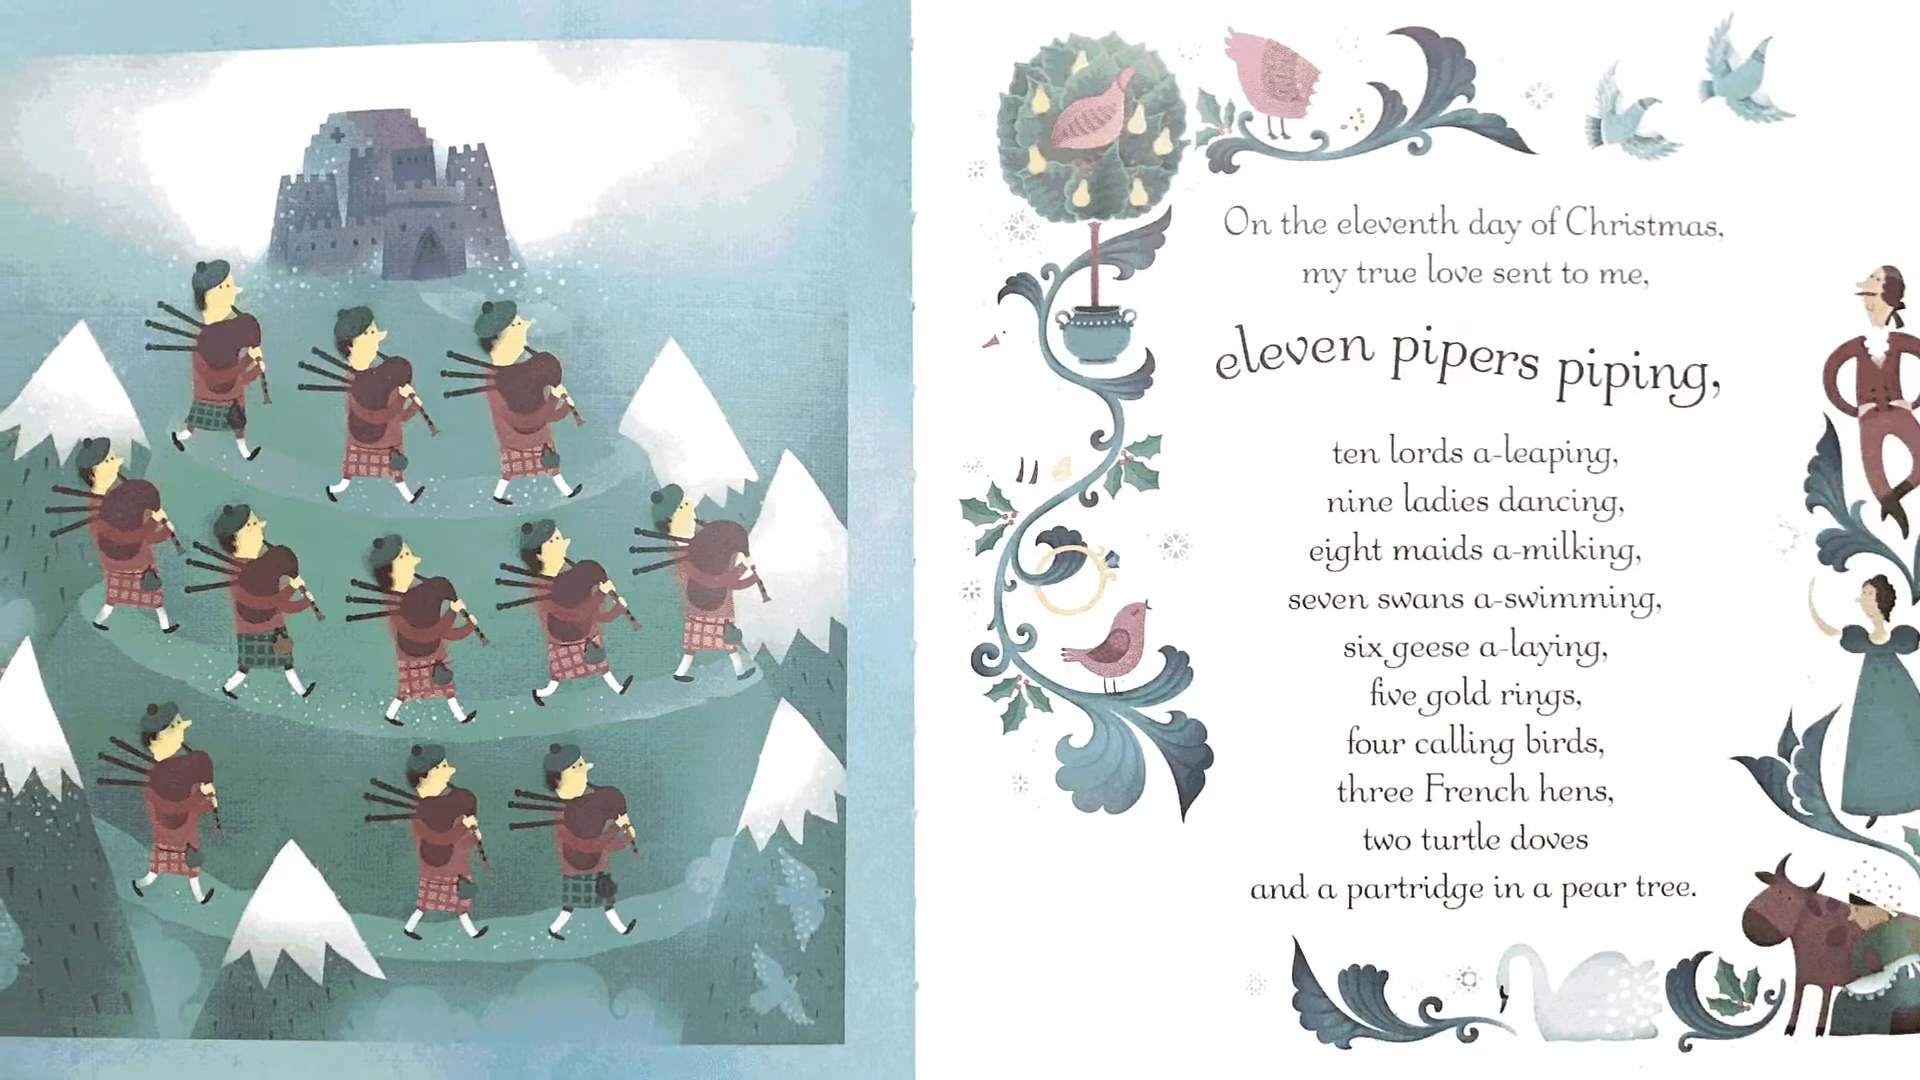 On the eleventh day of Christmas,
my true love sent to me,
eleven pipers piping,
ten lords a-leaping,
nine ladies dancing,
eight maids a-milking,
seven swans a-swimming,
six geese a-laying,
five gold rings,
four calling birds,
three French hens,
two turtle doves
and a partridge in a pear tree.